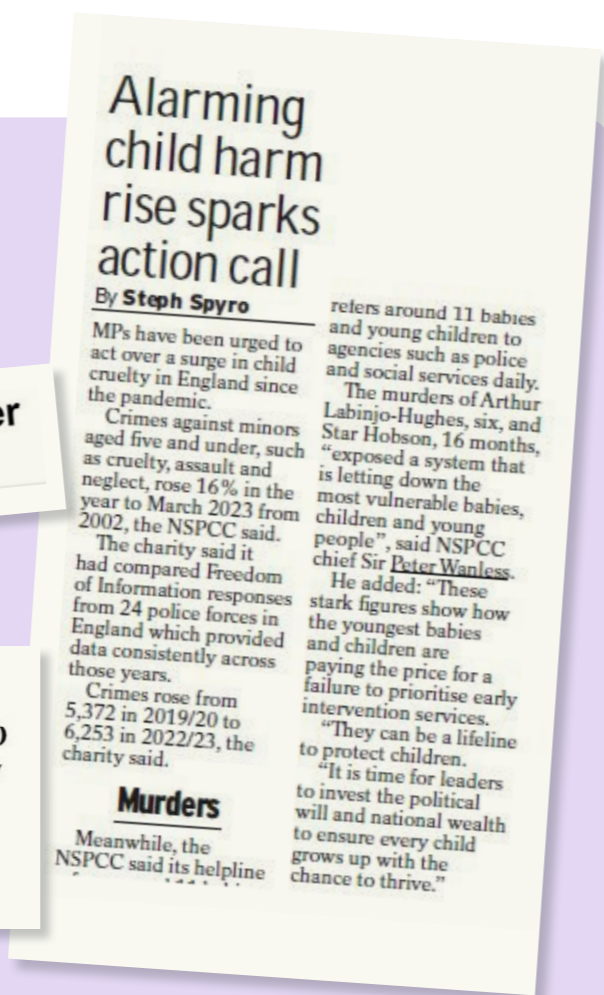 Alarming
child harm
rise sparks
action call
By Steph Spyro
MPs have been urged to
act over a surge in child
cruelty in England since
the pandemic.
Crimes against minors
aged five and under, such
as cruelty, assault and
neglect, rose 16% in the
year to March 2023 from
2002, the NSPCC said.
The charity said it
had compared Freedom
of Information responses
from 24 police forces in
England which provided
data consistently across
those years.
Crimes rose from
5,372 in 2019/20 to
6,253 in 2022/23, the
charity said.
Murders
Meanwhile, the
NSPCC said its helpline
refers around 11 babies
and young children to
agencies such as police
and social services daily.
The murders of Arthur
Labinjo-Hughes, six, and
Star Hobson, 16 months,
“exposed a system that
is letting down the
most vulnerable babies,
children and young
people”, said NSPCC
chief Sir Peter Wanless.
He added: “These
stark figures show how
the youngest babies
and children are
paying the price for a
failure to prioritise early
intervention services.
“They can be a lifeline
to protect children.
“It is time for leaders
to invest the political
will and national wealth
to ensure every child
grows up with the
chance to thrive.”
er